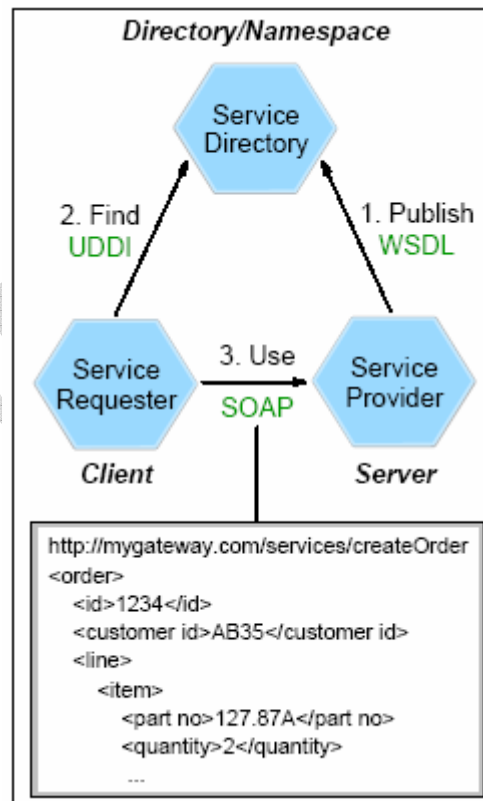 Directory/Namespace
Service
Directory
2. Find
UDDI
1. Publish
WSDL
Service
Requester
3. Use
SOAP
Service
Provider
Client
Server
http://mygateway.com/services/createOrder
<order>
<id>1234</id>
<customer id>AB35</customer id>
<line>
<item>
<part no>127.87A</part no>
<quantity>2</quantity>
...